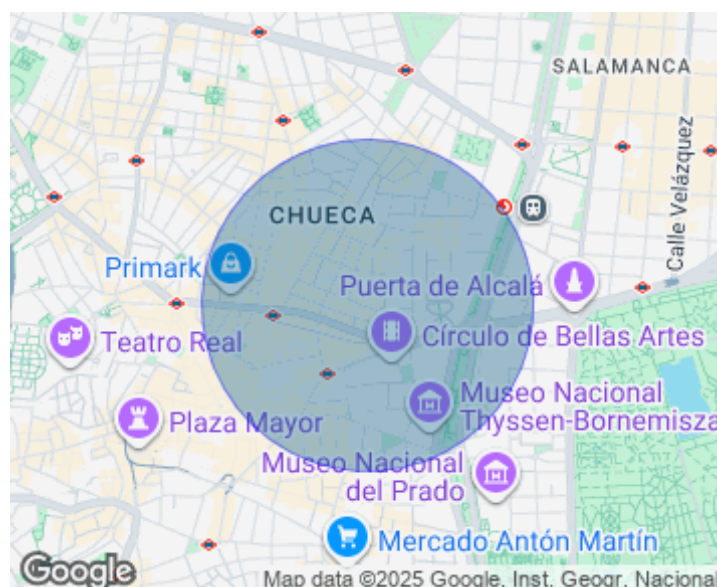 SALAMANCA
Calle Velázquez
CHUECA
Primark
Puerta de Alcalá
Teatro Real
Círculo de Bellas Artes
Plaza Mayor
Museo Nacional
Thyssen-Bornemisza
Museo Nacional
del Prado
Mercado Antón Martín
Google
Map data ©2025 Google, Inst. Geogr. Nacional